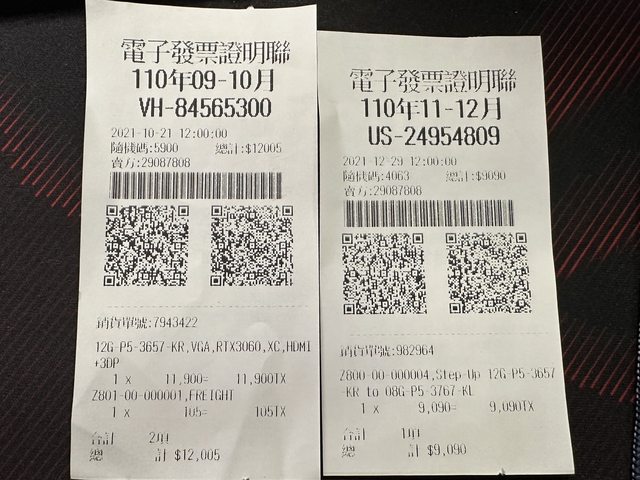 電子發票證明聯
110年09-10月
VH-84565300
2021-10-21 12:00:00
隨機碼:5900 總計:$12005
賣方:29087808
銷貨單號:7943422
12G-P5-3657-KR,VGA,RTX3060,XC,HDMI
+3DP
1 x 11,900= 11,900TX
Z801-00-000001,FREIGHT
1 x 105= 105TX
合計 2項
總 計 $12,005
電子發票證明聯
110年11-12月
US-24954809
2021-12-29 12:00:00
隨機碼:4063 總計:$9090
賣方:29087808
銷貨單號:982964
Z800-00-000004,Step-Up 12G-P5-3657
-KR to 08G-P5-3767-KL
1 x 9,090= 9,090TX
合計 1項
總 計 $9,090